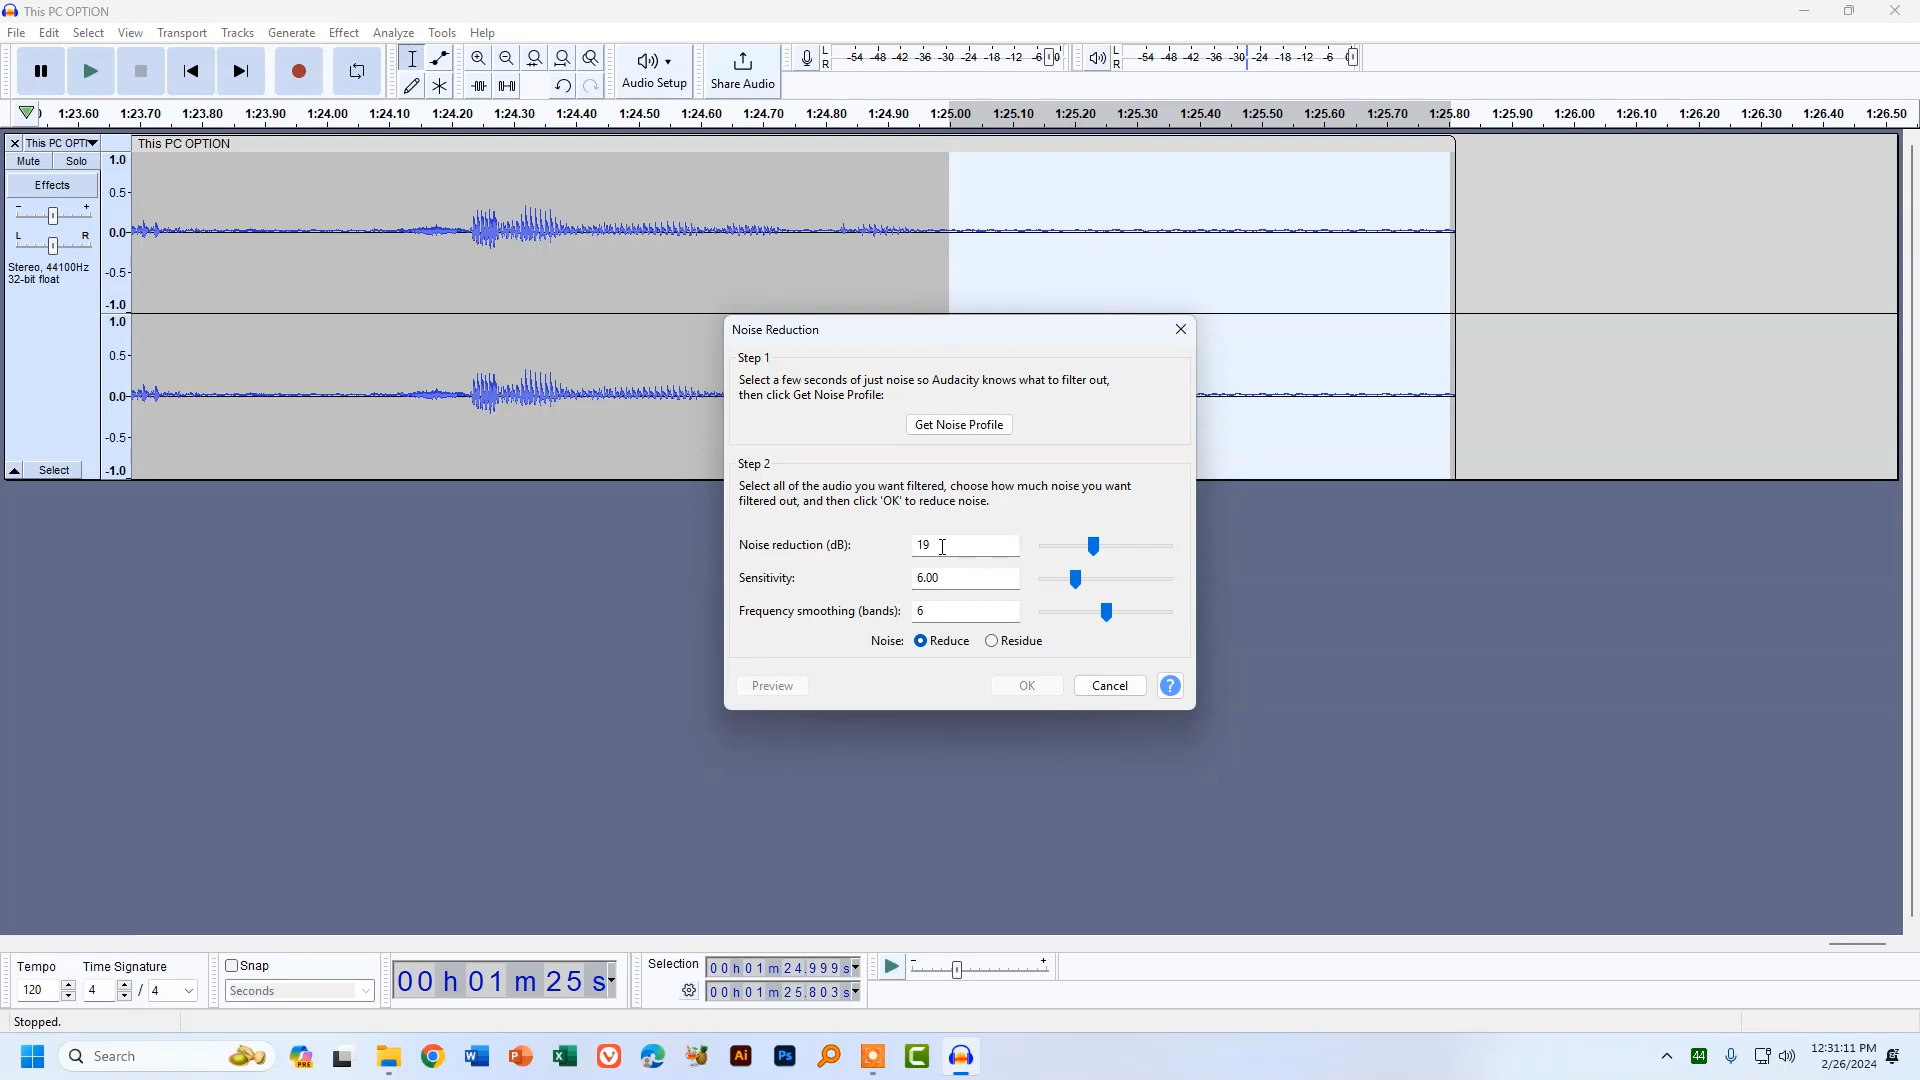 This PC OPTION
File Edit Select View Transport Tracks Generate Effect Analyze Tools Help
Audio Setup
Share Audio
L
R
-54 -48 -42 -36 -30 -24 -18 -12 -6 0
L
R
-54 -48 -42 -36 -30 -24 -18 -12 -6 0
1:23.60 1:23.70 1:23.80 1:23.90 1:24.00 1:24.10 1:24.20 1:24.30 1:24.40 1:24.50 1:24.60 1:24.70 1:24.80 1:24.90 1:25.00 1:25.10 1:25.20 1:25.30 1:25.40 1:25.50 1:25.60 1:25.70 1:25.80 1:25.90 1:26.00 1:26.10 1:26.20 1:26.30 1:26.40 1:26.50
This PC OPTI
This PC OPTION
Mute Solo
Effects
- +
L R
Stereo, 44100Hz
32-bit float
Select
1.0
0.5-
0.0-
-0.5-
-1.0
1.0
0.5-
0.0-
-0.5-
-1.0
Noise Reduction
Step 1
Select a few seconds of just noise so Audacity knows what to filter out,
then click Get Noise Profile:
Get Noise Profile
Step 2
Select all of the audio you want filtered, choose how much noise you want
filtered out, and then click 'OK' to reduce noise.
Noise reduction (dB): 19
Sensitivity: 6.00
Frequency smoothing (bands): 6
Noise: Reduce Residue
Preview OK Cancel ?
Tempo
120
Time Signature
4 / 4
Snap
Seconds
00 h 01 m 25 s
Selection
00 h 01 m 24.999 s
00 h 01 m 25.803 s
- +
Stopped.
Search
PRE
Ai
Ps
44
12:31:11 PM
2/26/2024